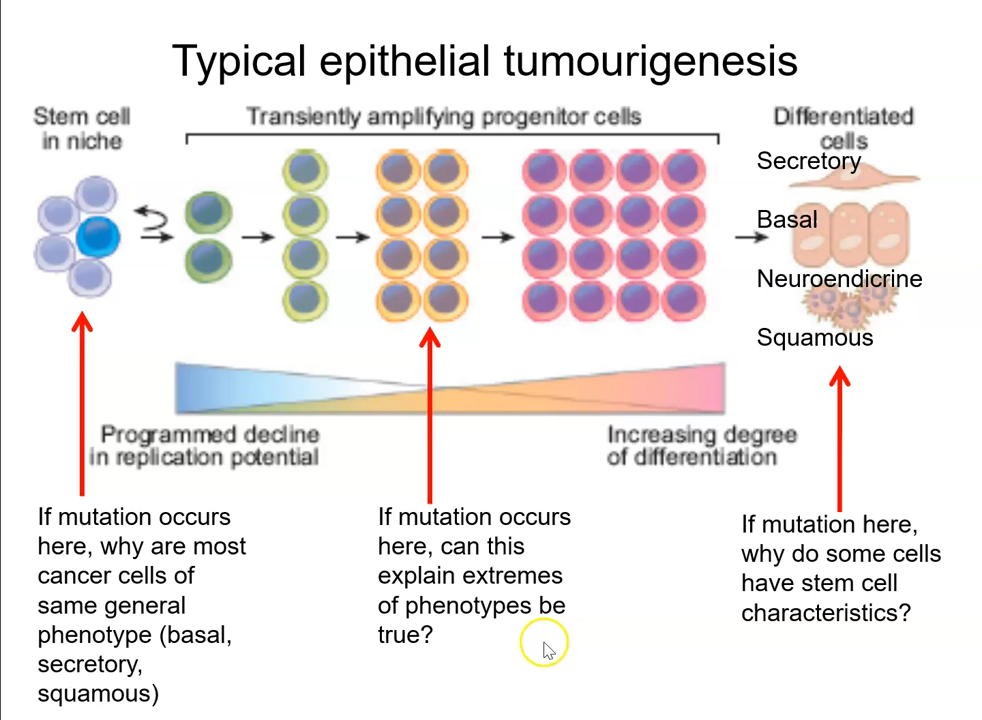 Typical epithelial tumourigenesis
Stem cell
in niche
Transiently amplifying progenitor cells
Differentiated
cells
Secretory
Basal
Neuroendicrine
Squamous
Programmed decline
in replication potential
Increasing degree
of differentiation
If mutation occurs
here, why are most
cancer cells of
same general
phenotype (basal,
secretory,
squamous)
If mutation occurs
here, can this
explain extremes
of phenotypes be
true?
If mutation here,
why do some cells
have stem cell
characteristics?